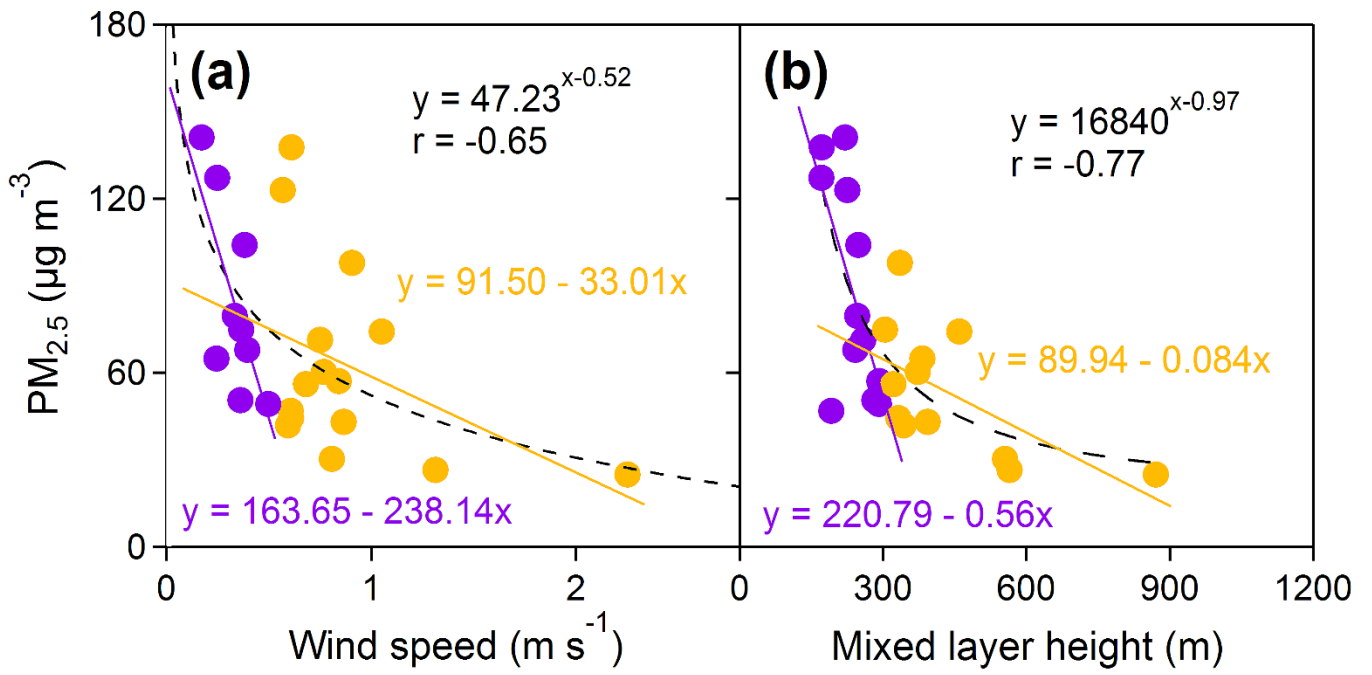 180
120
60
0
PM2.5 (µg m⁻³)
(a)
y = 47.23^x-0.52
r = -0.65
y = 91.50 - 33.01x
y = 163.65 - 238.14x
0 1 2
Wind speed (m s⁻¹)
(b)
y = 16840^x-0.97
r = -0.77
y = 89.94 - 0.084x
y = 220.79 - 0.56x
0 300 600 900 1200
Mixed layer height (m)